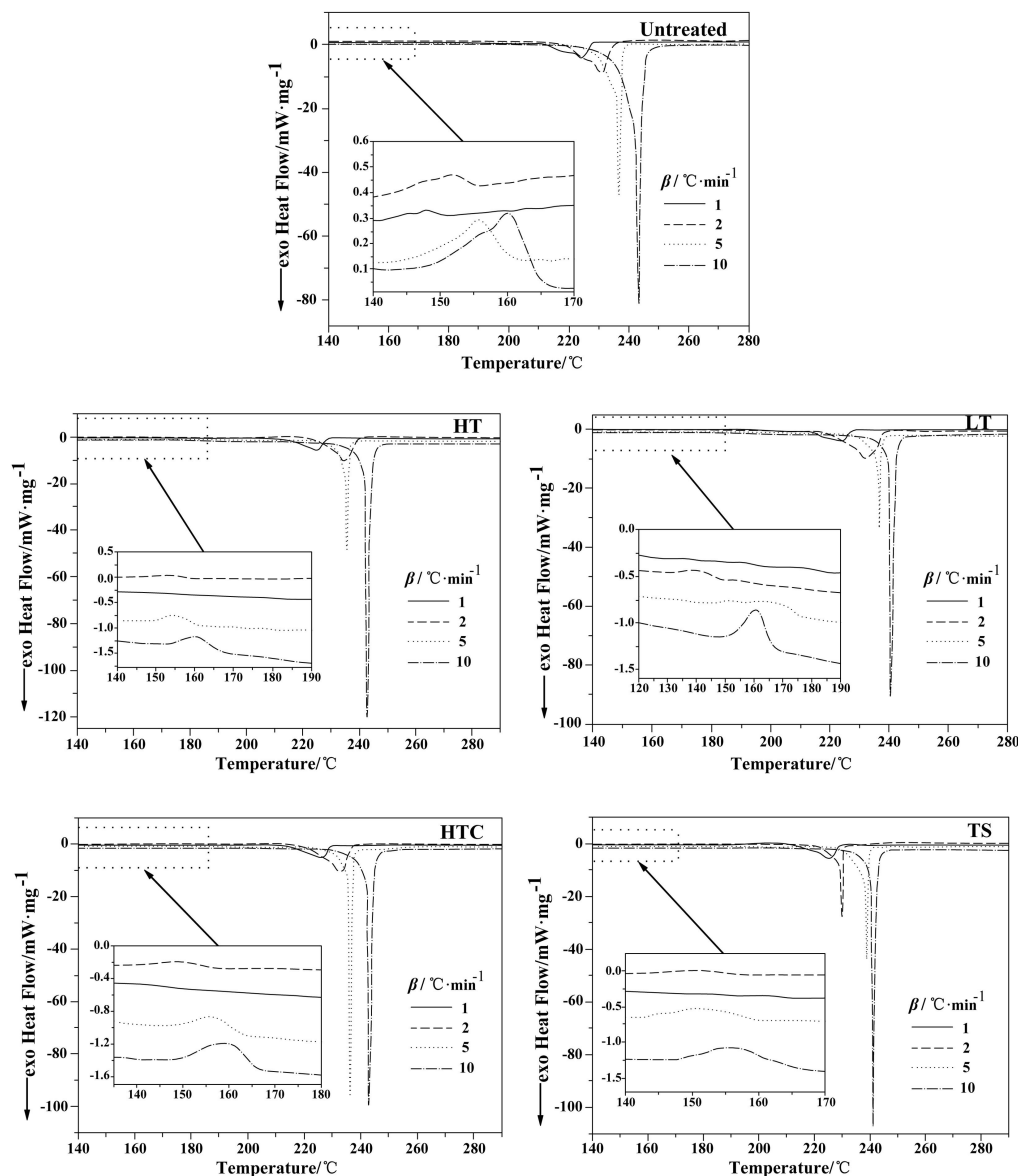 Untreated
exo Heat Flow/mW·mg-1
0
-20
-40
-60
-80
0.6
0.5
0.4
0.3
0.2
0.1
140 150 160 170
β/ ℃·min-1
1
2
5
10
140 160 180 200 220 240 260 280
Temperature/℃
HT
exo Heat Flow/mW·mg-1
10
0
-20
-40
-60
-80
-100
-120
0.5
0.0
-0.5
-1.0
-1.5
140 150 160 170 180 190
β/ ℃·min-1
1
2
5
10
140 160 180 200 220 240 260 280
Temperature/℃
LT
exo Heat Flow/mW·mg-1
0
-20
-40
-60
-80
-100
0.0
-0.5
-1.0
-1.5
120 130 140 150 160 170 180 190
β/ ℃·min-1
1
2
5
10
140 160 180 200 220 240 260 280
Temperature/℃
HTC
exo Heat Flow/mW·mg-1
10
0
-20
-40
-60
-80
-100
0.0
-0.4
-0.8
-1.2
-1.6
140 150 160 170 180
β/ ℃·min-1
1
2
5
10
140 160 180 200 220 240 260 280
Temperature/℃
TS
exo Heat Flow/mW·mg-1
10
0
-20
-40
-60
-80
-100
0.0
-0.5
-1.0
-1.5
140 150 160 170
β/ ℃·min-1
1
2
5
10
140 160 180 200 220 240 260 280
Temperature/℃